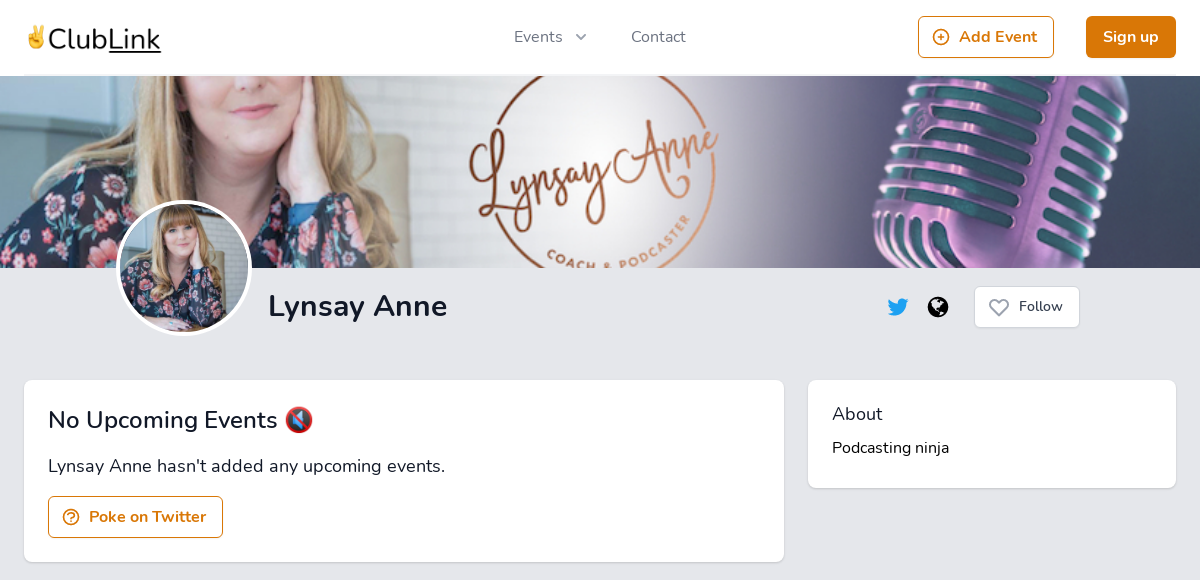 ClubLink
Events
Contact
Add Event
Sign up
Lynsay Anne
COACH & PODCASTER
Lynsay Anne
Follow
No Upcoming Events
Lynsay Anne hasn't added any upcoming events.
Poke on Twitter
About
Podcasting ninja